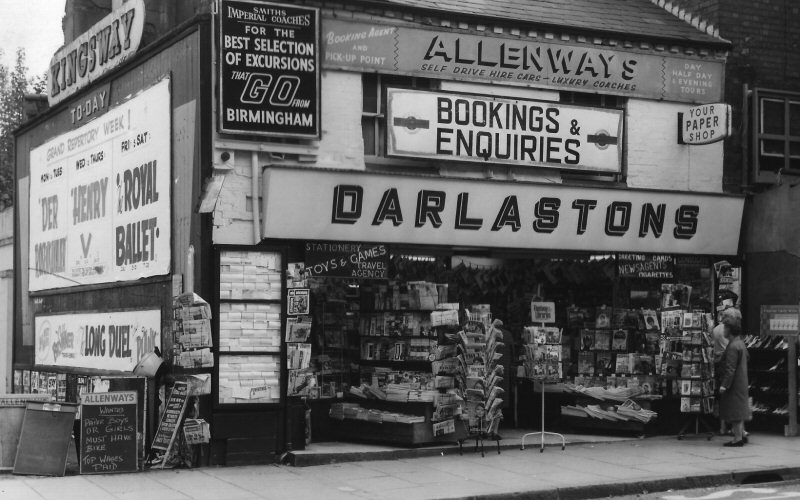 KINGSWAY
TO-DAY
GRAND REPERTORY WEEK!
MON & TUES
WED & THURS
FRI & SAT:
DER
HENRY
V
ROYAL
BALLET
LONG DUEL
SMITHS
IMPERIAL COACHES
FOR THE
BEST SELECTION
OF EXCURSIONS
THAT
GO FROM
BIRMINGHAM
BOOKING AGENT
AND
PICK-UP POINT
ALLENWAYS
SELF DRIVE HIRE CARS - LUXURY COACHES
DAY
HALF DAY
& EVENING
TOURS
BOOKINGS &
ENQUIRIES
YOUR
PAPER
SHOP
DARLASTONS
STATIONERY
TOYS & GAMES
TRAVEL
AGENCY
GREETING CARDS
NEWSAGENTS
CIGARETTES
ALLENWAYS
WANTED
PAPER BOYS
OR GIRLS
MUST HAVE
BIKE
TOP WAGES
PAID